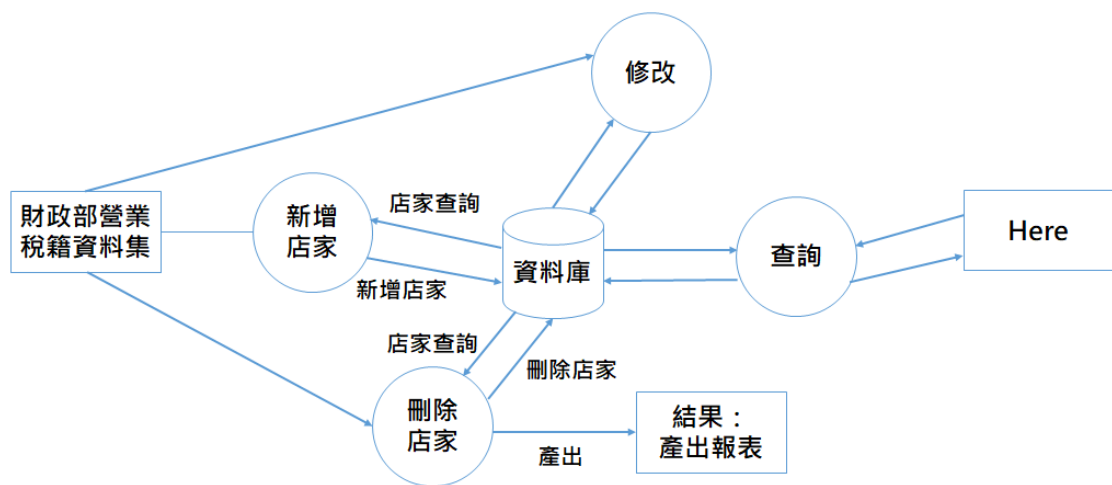 修改
財政部營業
稅籍資料集
新增
店家
店家查詢
新增店家
資料庫
查詢
Here
店家查詢
刪除店家
刪除
店家
產出
結果：
產出報表